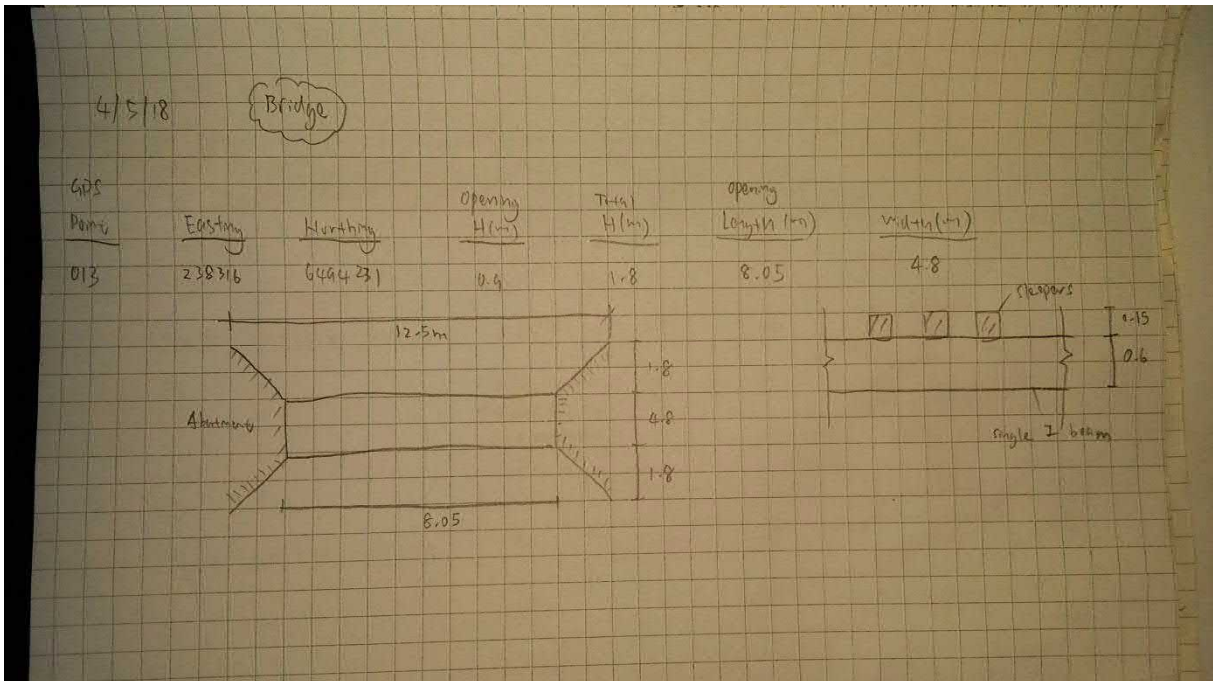 4/5/18 Bridge
GPS Opening Total Opening
Point Easting Northing H(m) H(m) Length (m) Width(m)
013 238316 6494231 0.9 1.8 8.05 4.8
sleepers
12.5m 0.15
1.8 0.6
Abutment 4.8
single I beam
1.8
8.05